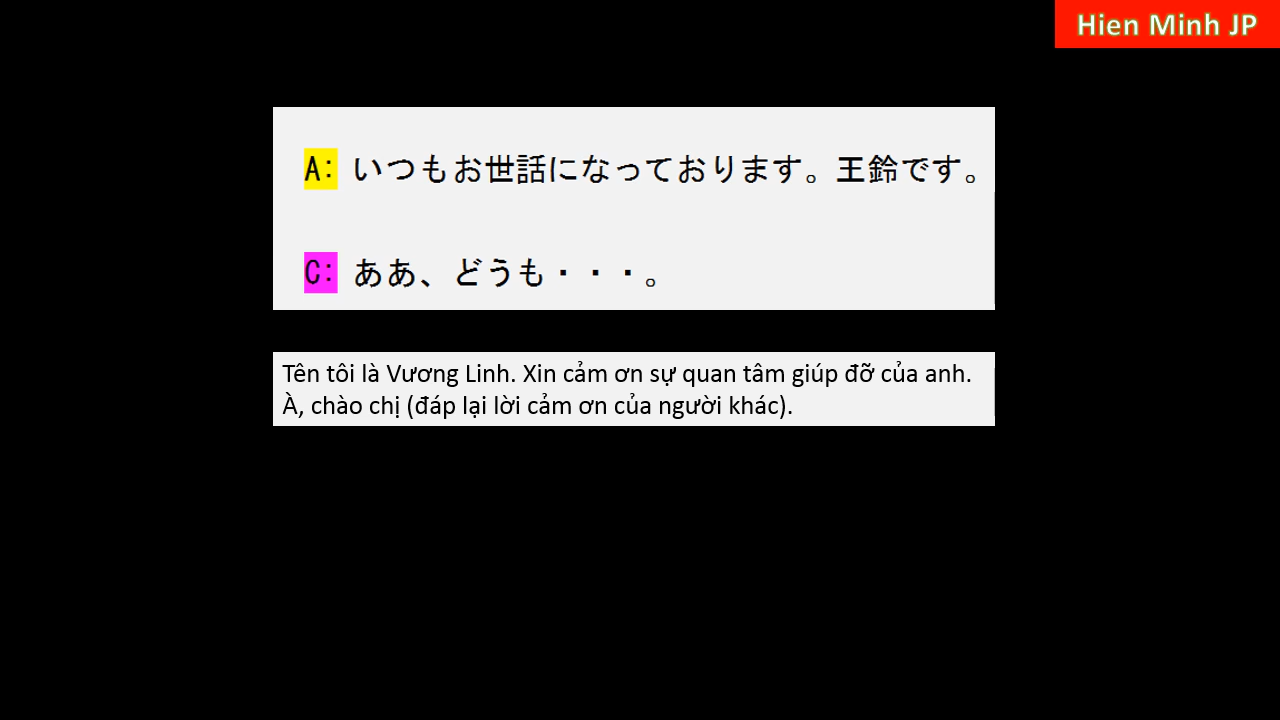 Hien Minh JP
A: いつもお世話になっております。王鈴です。
C: ああ、どうも・・・。
Tên tôi là Vương Linh. Xin cảm ơn sự quan tâm giúp đỡ của anh.
À, chào chị (đáp lại lời cảm ơn của người khác).